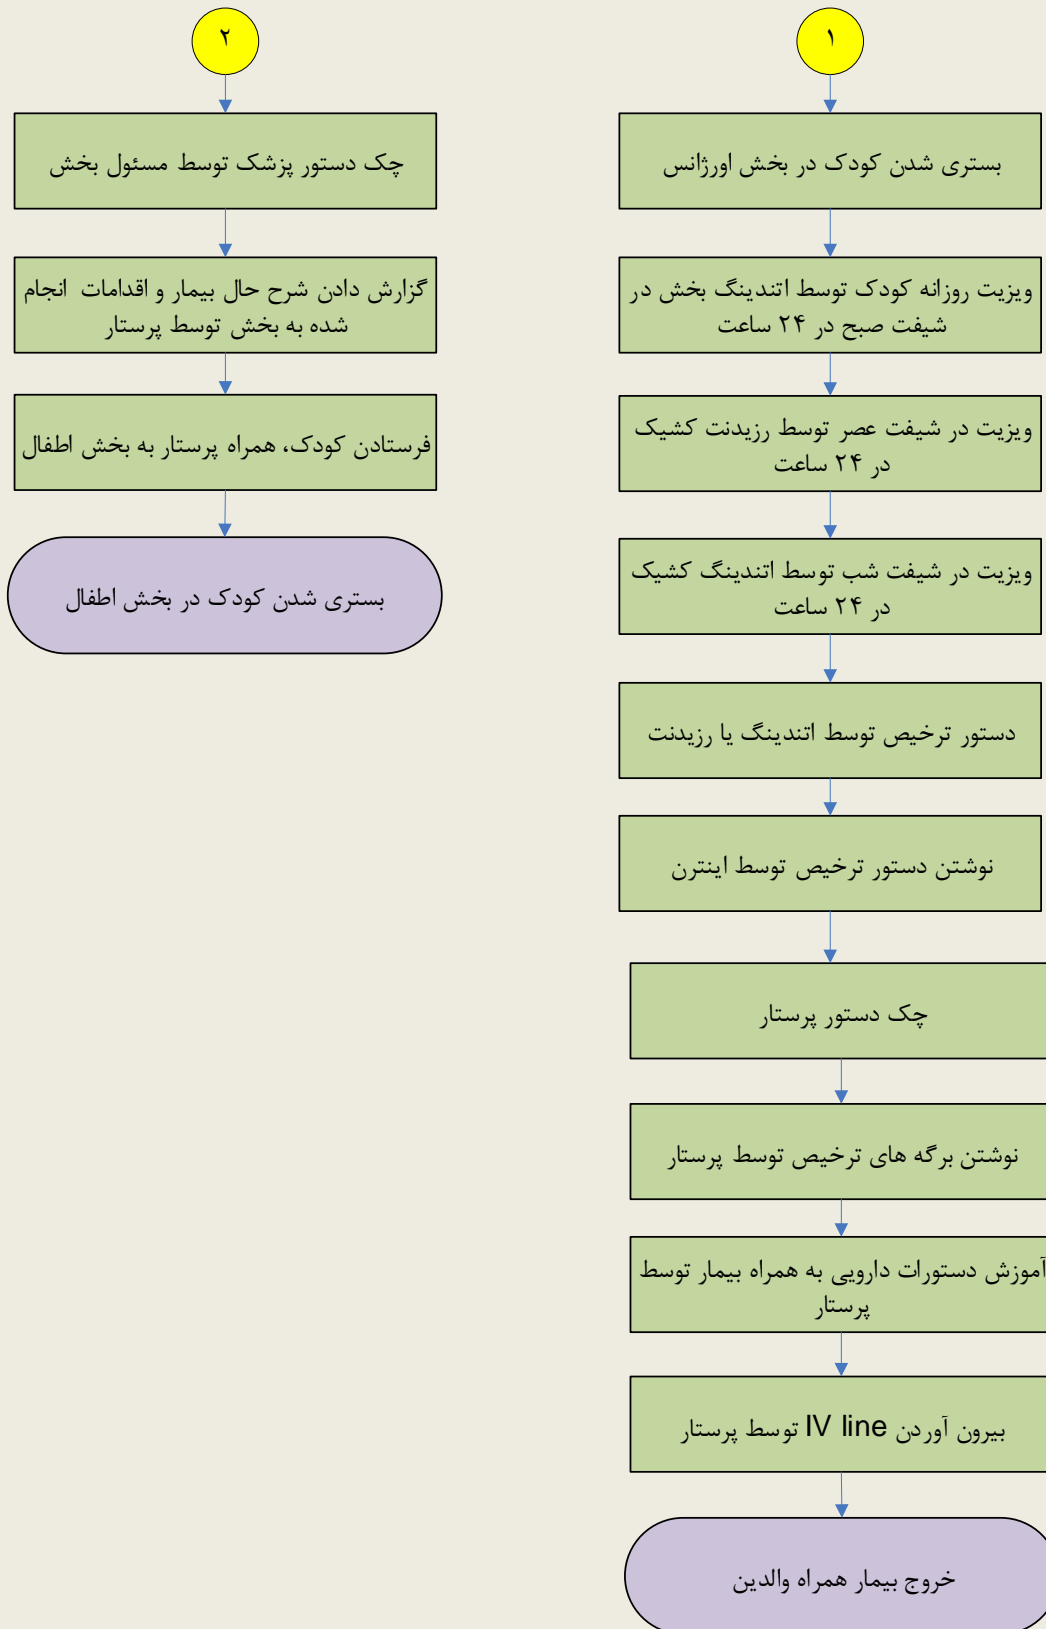 ۱
بستری شدن کودک در بخش اورژانس
ویزیت روزانه کودک توسط اتندینگ بخش در
شیفت صبح در ۲۴ ساعت
ویزیت در شیفت عصر توسط رزیدنت کشیک
در ۲۴ ساعت
ویزیت در شیفت شب توسط اتندینگ کشیک
در ۲۴ ساعت
دستور ترخیص توسط اتندینگ یا رزیدنت
نوشتن دستور ترخیص توسط اینترن
چک دستور پرستار
نوشتن برگه های ترخیص توسط پرستار
آموزش دستورات دارویی به همراه بیمار توسط
پرستار
بیرون آوردن IV line توسط پرستار
خروج بیمار همراه والدین
۲
چک دستور پزشک توسط مسئول بخش
گزارش دادن شرح حال بیمار و اقدامات انجام
شده به بخش توسط پرستار
فرستادن کودک، همراه پرستار به بخش اطفال
بستری شدن کودک در بخش اطفال